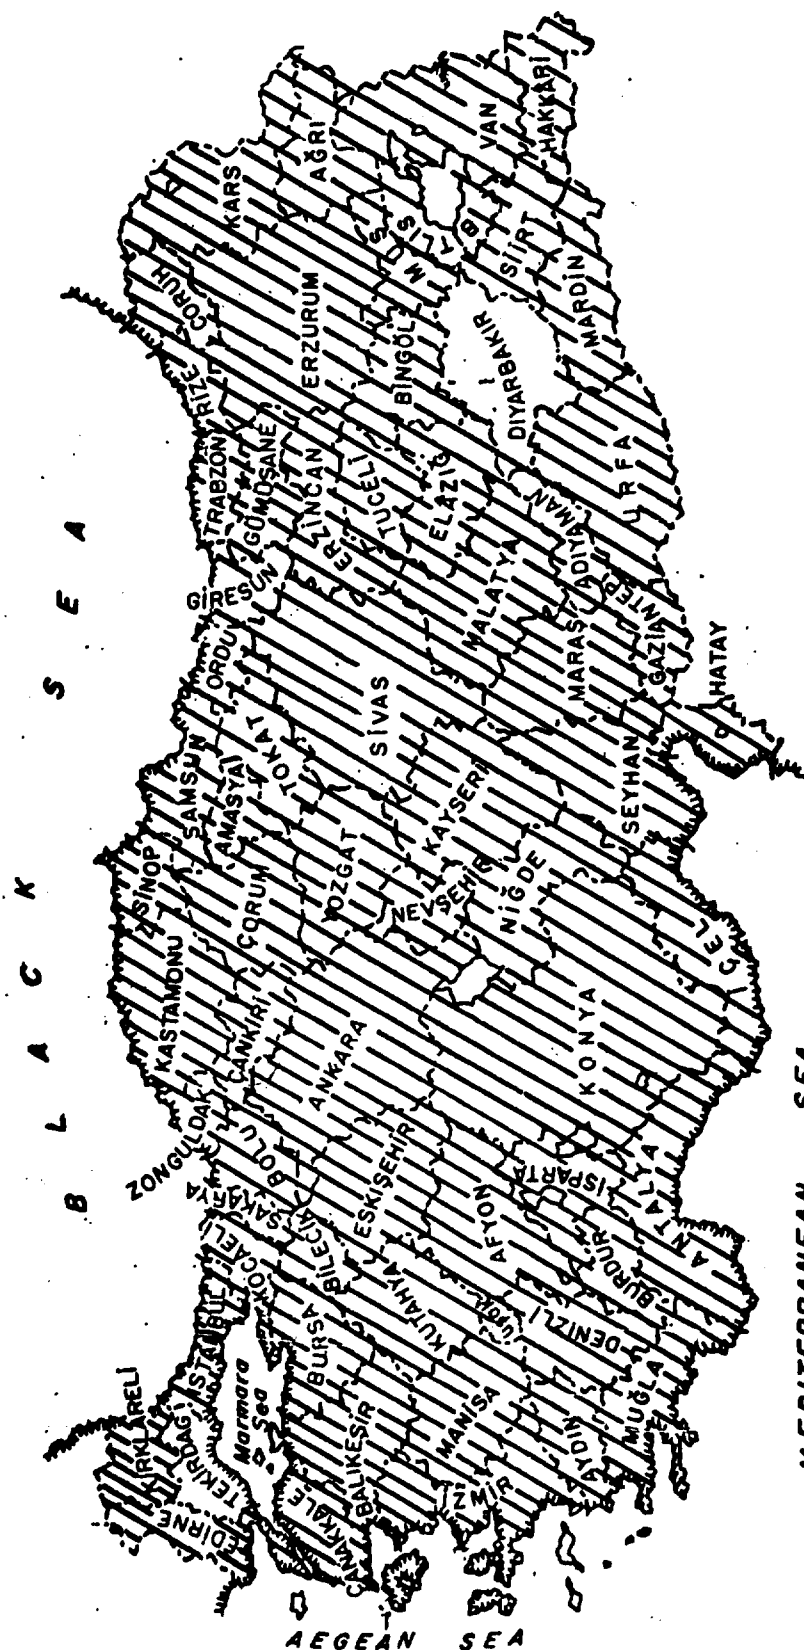 BLACK SEA
KIRKLARELİ
EDİRNE
TEKİRDAĞ
İSTANBUL
Marmara
Sea
ÇANAKKALE
BALIKESİR
BURSA
KOCAELİ
SAKARYA
BİLECİK
ZONGULDAK
BOLU
KASTAMONU
ÇANKIRI
SİNOP
ÇORUM
SAMSUN
AMASYA
TOKAT
ORDU
GİRESUN
TRABZON
GÜMÜŞANE
RİZE
ÇORUH
KARS
AĞRI
ERZURUM
ERZİNCAN
TUCELİ
BİNGÖL
MUŞ
BİTLİS
VAN
HAKKARİ
SİİRT
MARDİN
DİYARBAKIR
ELAZIĞ
MALATYA
ADIYAMAN
URFA
GAZİANTEP
MARAŞ
HATAY
SEYHAN
SİVAS
KAYSERİ
YOZGAT
NEVŞEHİR
NİĞDE
İÇEL
KONYA
ANKARA
ESKİŞEHİR
KUTAHYA
AFYON
ISPARTA
ANTALYA
BURDUR
DENİZLİ
UŞAK
MANİSA
İZMİR
AYDIN
MUĞLA
AEGEAN SEA
MEDITERRANEAN SEA